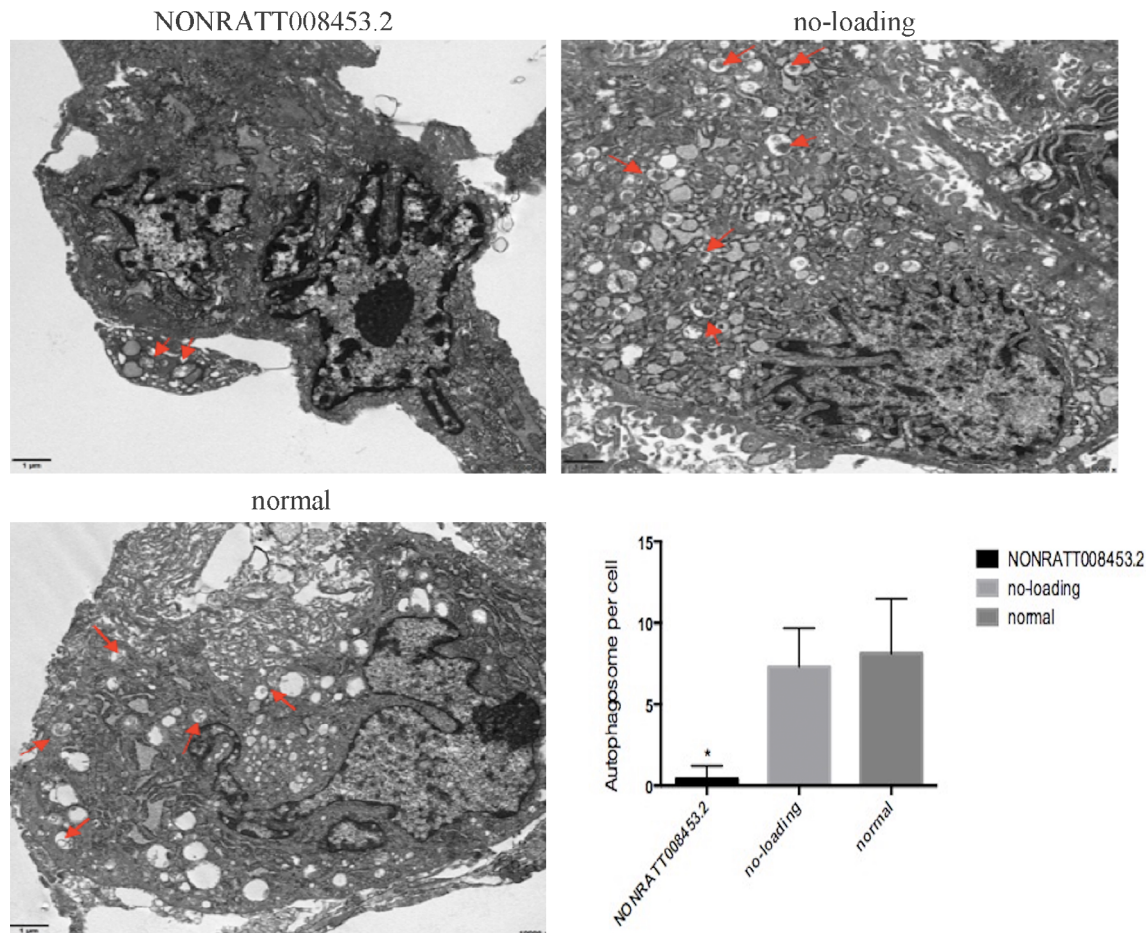 NONRATT008453.2
no-loading
1 μm
normal
1 μm
15
10
5
0
Autophagosome per cell
*
NONRATT008453.2
no-loading
normal
NONRATT008453.2
no-loading
normal